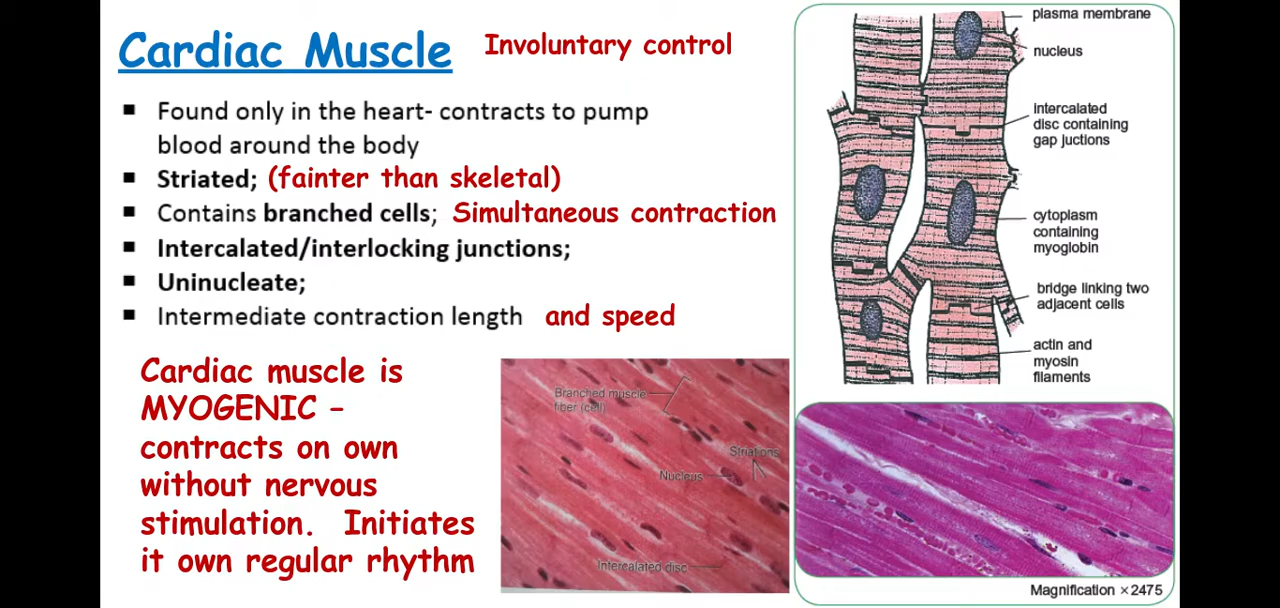 Cardiac Muscle Involuntary control
▪ Found only in the heart- contracts to pump
blood around the body
▪ Striated; (fainter than skeletal)
▪ Contains branched cells; Simultaneous contraction
▪ Intercalated/interlocking junctions;
▪ Uninucleate;
▪ Intermediate contraction length and speed
Cardiac muscle is
MYOGENIC –
contracts on own
without nervous
stimulation. Initiates
it own regular rhythm
Branched muscle
fiber (cell)
Striations
Nucleus
Intercalated disc
plasma membrane
nucleus
intercalated
disc containing
gap juctions
cytoplasm
containing
myoglobin
bridge linking two
adjacent cells
actin and
myosin
filaments
Magnification ×2475